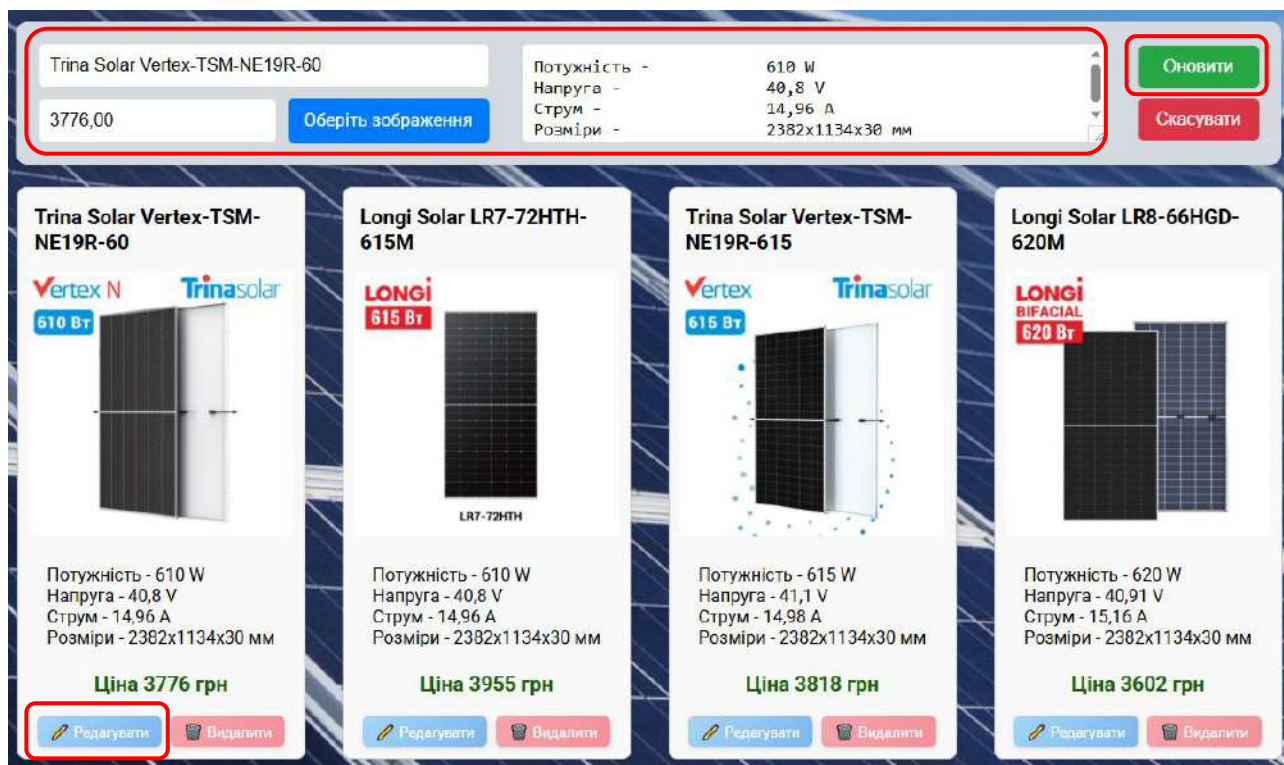 Trina Solar Vertex-TSM-NE19R-60
3776,00
Оберіть зображення
Потужність - 610 W
Напруга - 40,8 V
Струм - 14,96 A
Розміри - 2382x1134x30 мм
Оновити
Скасувати
Trina Solar Vertex-TSM-
NE19R-60
Vertex N Trinasolar
610 Вт
Потужність - 610 W
Напруга - 40,8 V
Струм - 14,96 A
Розміри - 2382x1134x30 мм
Ціна 3776 грн
Редагувати Видалити
Longi Solar LR7-72HTH-
615M
LONGi
615 Вт
LR7-72HTH
Потужність - 610 W
Напруга - 40,8 V
Струм - 14,96 A
Розміри - 2382x1134x30 мм
Ціна 3955 грн
Редагувати Видалити
Trina Solar Vertex-TSM-
NE19R-615
Vertex Trinasolar
615 Вт
Потужність - 615 W
Напруга - 41,1 V
Струм - 14,98 A
Розміри - 2382x1134x30 мм
Ціна 3818 грн
Редагувати Видалити
Longi Solar LR8-66HGD-
620M
LONGi
BIFACIAL
620 Вт
Потужність - 620 W
Напруга - 40,91 V
Струм - 15,16 A
Розміри - 2382x1134x30 мм
Ціна 3602 грн
Редагувати Видалити